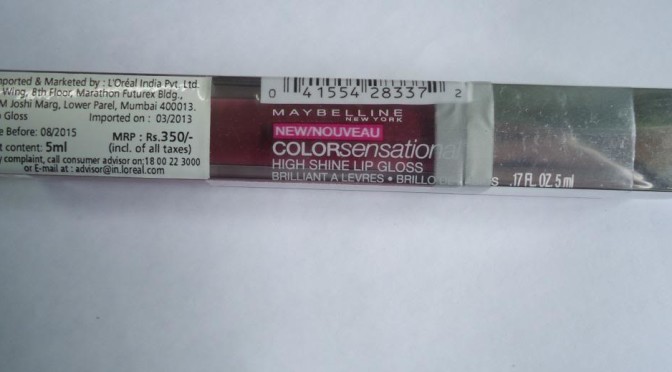 ported & Marketed by : L'Oréal India Pvt. Ltd.
Wing, 8th Floor, Marathon Futurex Bldg.,
M Joshi Marg, Lower Parel, Mumbai 400013.
Gloss Imported on : 03/2013
Before: 08/2015
MRP : Rs.350/-
content: 5ml (incl. of all taxes)
complaint, call consumer advisor on:18 00 22 3000
or E-mail at : advisor@in.loreal.com
0 41554 28337 2
MAYBELLINE
NEW YORK
NEW/NOUVEAU
COLORsensational
HIGH SHINE LIP GLOSS
BRILLIANT A LEVRES • BRILLO
.17 FL. OZ. 5 ml